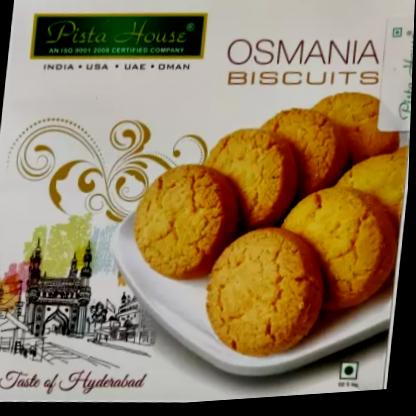 Pista House®
AN ISO 9001 2008 CERTIFIED COMPANY
INDIA • USA • UAE • OMAN
OSMANIA
BISCUITS
Taste of Hyderabad